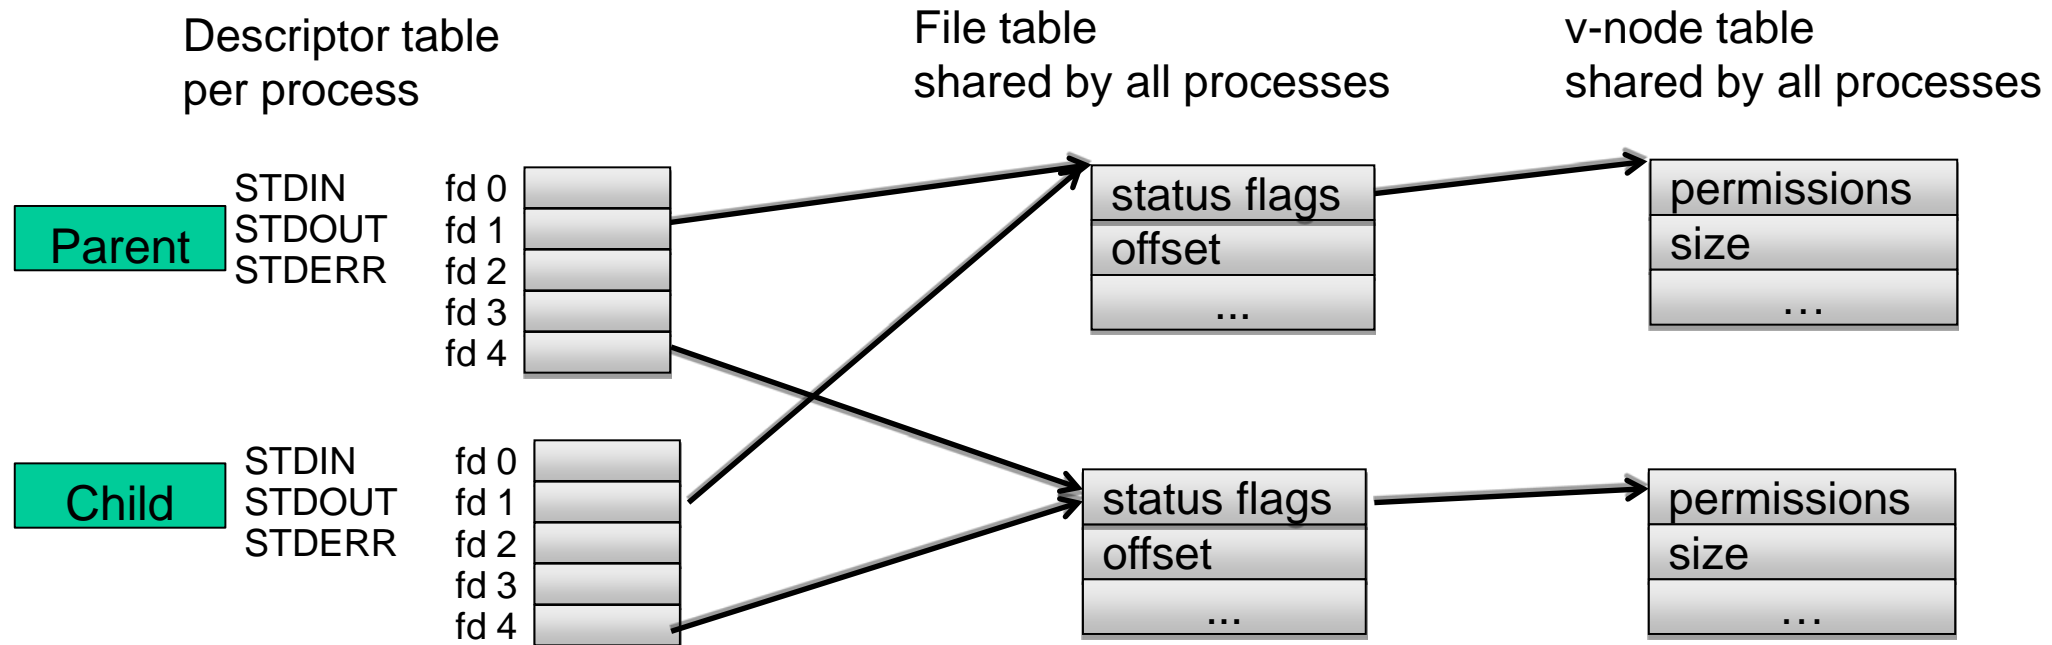 Descriptor table
per process
File table
shared by all processes
v-node table
shared by all processes
Parent
STDIN
STDOUT
STDERR
fd 0
fd 1
fd 2
fd 3
fd 4
status flags
offset
...
permissions
size
…
Child
STDIN
STDOUT
STDERR
fd 0
fd 1
fd 2
fd 3
fd 4
status flags
offset
...
permissions
size
…